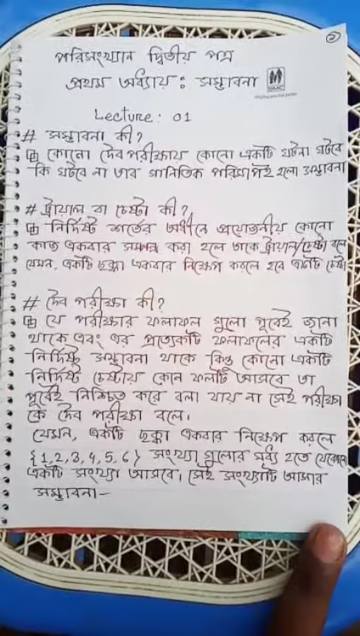 ২
পরিসংখ্যান দ্বিতীয় পত্র
প্রথম অধ্যায় : সম্ভাবনা
Lecture : 01
# সম্ভাবনা কী ?
কোনো দৈব পরীক্ষায় কোনো একটি ঘটনা ঘটবে
কি ঘটবে না তার গানিতিক পরিমাপই হলো সম্ভাবনা
# ট্রায়াল বা চেষ্টা কী ?
নির্দিষ্ট শর্তের অধীনে প্রয়োজনীয় কোনো
কাজ একবার সম্পন্ন করা হলে তাকে ট্রায়াল/চেষ্টা বলে
যেমন, একটি ছক্কা একবার নিক্ষেপ করলে হবে একটি চেষ্টা
# দৈব পরীক্ষা কী ?
যে পরীক্ষার ফলাফল গুলো পূর্বেই জানা
থাকে এবং এর প্রত্যেকটি ফলাফলের একটি
নির্দিষ্ট সম্ভাবনা থাকে কিন্তু কোনো একটি
নির্দিষ্ট চেষ্টায় কোন ফলটি আসবে তা
পূর্বেই নিশ্চিত করে বলা যায় না সেই পরীক্ষা
কে দৈব পরীক্ষা বলে।
যেমন, একটি ছক্কা একবার নিক্ষেপ করলে
{1,2,3,4,5,6} সংখ্যা গুলোর মধ্য হতে যেকোনো
একটি সংখ্যা আসবে, সেই সংখ্যাটি আসার
সম্ভাবনা-